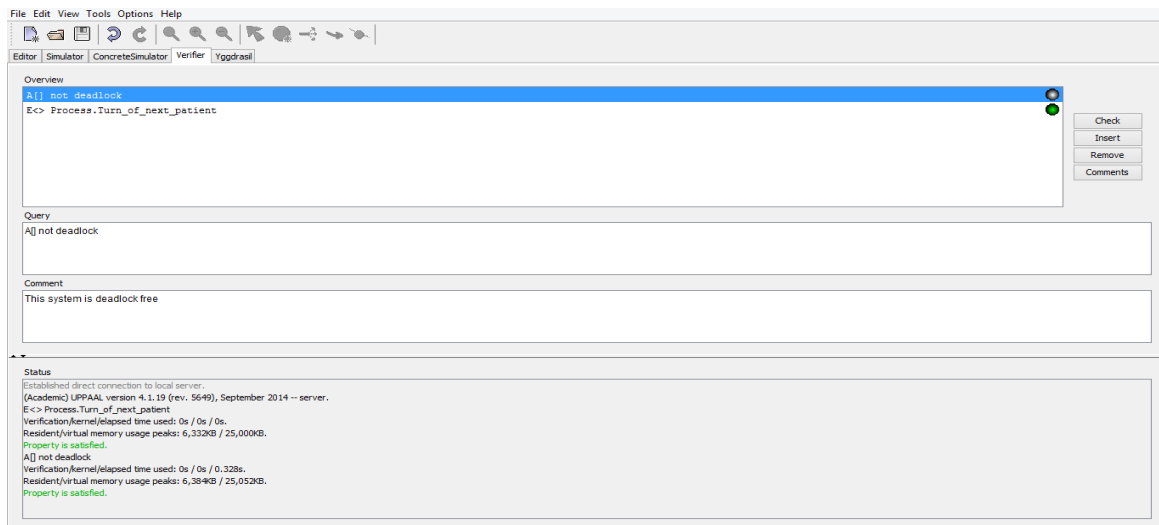 File Edit View Tools Options Help
Editor Simulator ConcreteSimulator Verifier Yggdrasil
Overview
A[] not deadlock
E<> Process.Turn_of_next_patient
Check
Insert
Remove
Comments
Query
A[] not deadlock
Comment
This system is deadlock free
Status
Established direct connection to local server.
(Academic) UPPAAL version 4.1.19 (rev. 5649), September 2014 -- server.
E<> Process.Turn_of_next_patient
Verification/kernel/elapsed time used: 0s / 0s / 0s.
Resident/virtual memory usage peaks: 6,332KB / 25,000KB.
Property is satisfied.
A[] not deadlock
Verification/kernel/elapsed time used: 0s / 0s / 0.328s.
Resident/virtual memory usage peaks: 6,384KB / 25,052KB.
Property is satisfied.